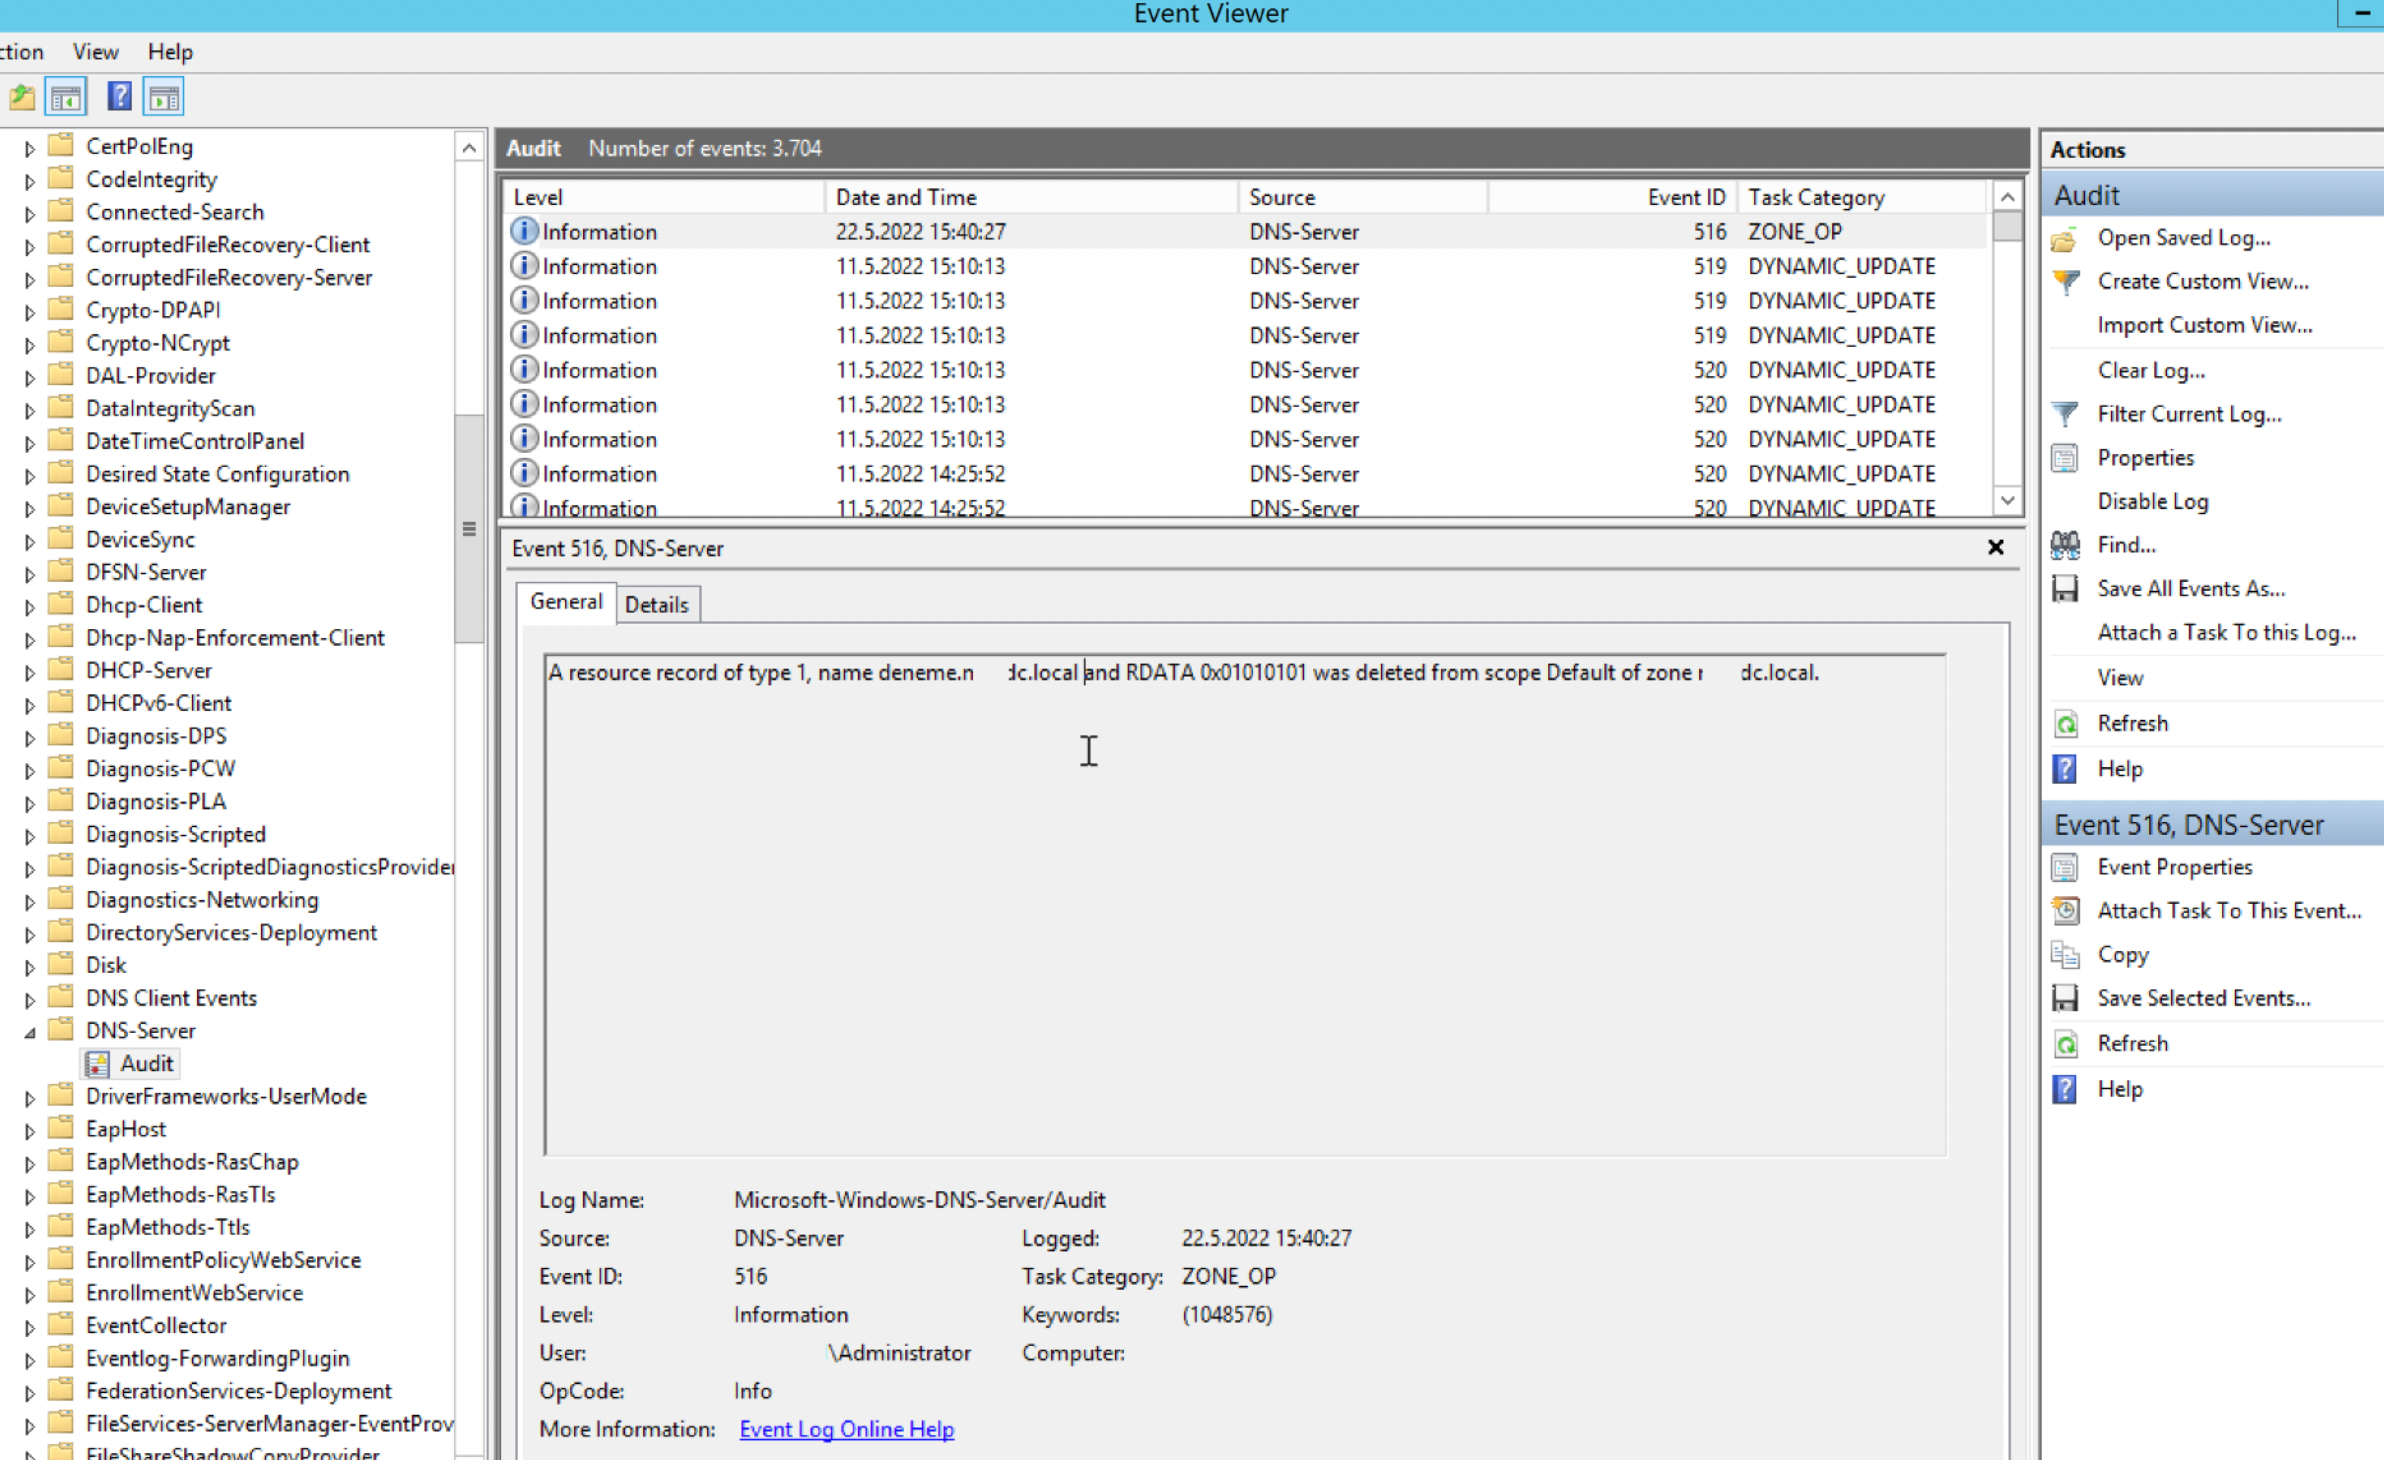 Event Viewer
ction View Help
CertPolEng
CodeIntegrity
Connected-Search
CorruptedFileRecovery-Client
CorruptedFileRecovery-Server
Crypto-DPAPI
Crypto-NCrypt
DAL-Provider
DataIntegrityScan
DateTimeControlPanel
Desired State Configuration
DeviceSetupManager
DeviceSync
DFSN-Server
Dhcp-Client
Dhcp-Nap-Enforcement-Client
DHCP-Server
DHCPv6-Client
Diagnosis-DPS
Diagnosis-PCW
Diagnosis-PLA
Diagnosis-Scripted
Diagnosis-ScriptedDiagnosticsProvider
Diagnostics-Networking
DirectoryServices-Deployment
Disk
DNS Client Events
DNS-Server
Audit
DriverFrameworks-UserMode
EapHost
EapMethods-RasChap
EapMethods-RasTls
EapMethods-Ttls
EnrollmentPolicyWebService
EnrollmentWebService
EventCollector
Eventlog-ForwardingPlugin
FederationServices-Deployment
FileServices-ServerManager-EventProv
FileShareShadowCopyProvider
Audit Number of events: 3.704
Level Date and Time Source Event ID Task Category
Information 22.5.2022 15:40:27 DNS-Server 516 ZONE_OP
Information 11.5.2022 15:10:13 DNS-Server 519 DYNAMIC_UPDATE
Information 11.5.2022 15:10:13 DNS-Server 519 DYNAMIC_UPDATE
Information 11.5.2022 15:10:13 DNS-Server 519 DYNAMIC_UPDATE
Information 11.5.2022 15:10:13 DNS-Server 520 DYNAMIC_UPDATE
Information 11.5.2022 15:10:13 DNS-Server 520 DYNAMIC_UPDATE
Information 11.5.2022 15:10:13 DNS-Server 520 DYNAMIC_UPDATE
Information 11.5.2022 14:25:52 DNS-Server 520 DYNAMIC_UPDATE
Information 11.5.2022 14:25:52 DNS-Server 520 DYNAMIC_UPDATE
Event 516, DNS-Server
General Details
A resource record of type 1, name deneme.n dc.local and RDATA 0x01010101 was deleted from scope Default of zone dc.local.
Log Name: Microsoft-Windows-DNS-Server/Audit
Source: DNS-Server Logged: 22.5.2022 15:40:27
Event ID: 516 Task Category: ZONE_OP
Level: Information Keywords: (1048576)
User: \Administrator Computer:
OpCode: Info
More Information: Event Log Online Help
Actions
Audit
Open Saved Log...
Create Custom View...
Import Custom View...
Clear Log...
Filter Current Log...
Properties
Disable Log
Find...
Save All Events As...
Attach a Task To this Log...
View
Refresh
Help
Event 516, DNS-Server
Event Properties
Attach Task To This Event...
Copy
Save Selected Events...
Refresh
Help